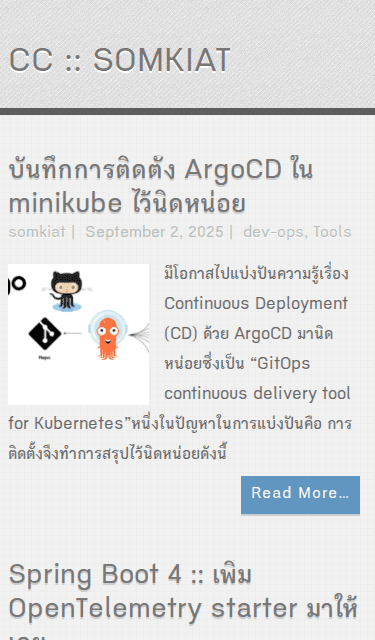 CC :: SOMKIAT
บันทึกการติดตั้ง ArgoCD ใน
minikube ไว้นิดหน่อย
somkiat | September 2, 2025 | dev-ops, Tools
มีโอกาสไปแบ่งปันความรู้เรื่อง
Continuous Deployment
(CD) ด้วย ArgoCD มานิด
หน่อยซึ่งเป็น “GitOps
continuous delivery tool
for Kubernetes”หนึ่งในปัญหาในการแบ่งปันคือ การ
ติดตั้งจึงทำการสรุปไว้นิดหน่อยดังนี้
Repo
Read More…
Spring Boot 4 :: เพิ่ม
OpenTelemetry starter มาให้